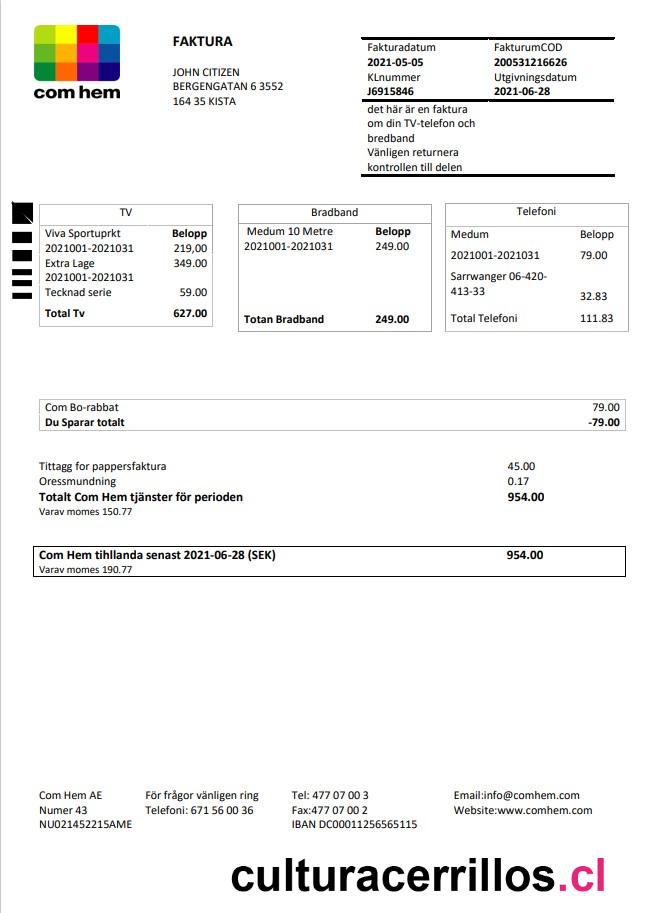 com hem
FAKTURA
JOHN CITIZEN
BERGENGATAN 6 3552
164 35 KISTA
Fakturadatum FakturumCOD
2021-05-05 200531216626
KLnummer Utgivningsdatum
J6915846 2021-06-28
det här är en faktura
om din TV-telefon och
bredband
Vänligen returnera
kontrollen till delen
TV
Viva Sportuprkt Belopp
2021001-2021031 219,00
Extra Lage 349.00
2021001-2021031
Tecknad serie 59.00
Total Tv 627.00
Bradband
Medum 10 Metre Belopp
2021001-2021031 249.00
Totan Bradband 249.00
Telefoni
Medum Belopp
2021001-2021031 79.00
Sarrwanger 06-420-
413-33 32.83
Total Telefoni 111.83
Com Bo-rabbat 79.00
Du Sparar totalt -79.00
Tittagg for pappersfaktura 45.00
Oressmundning 0.17
Totalt Com Hem tjänster för perioden 954.00
Varav momes 150.77
Com Hem tihllanda senast 2021-06-28 (SEK) 954.00
Varav momes 190.77
Com Hem AE För frågor vänligen ring Tel: 477 07 00 3 Email:info@comhem.com
Numer 43 Telefoni: 671 56 00 36 Fax:477 07 00 2 Website:www.comhem.com
NU021452215AME IBAN DC00011256565115
culturacerrillos.cl